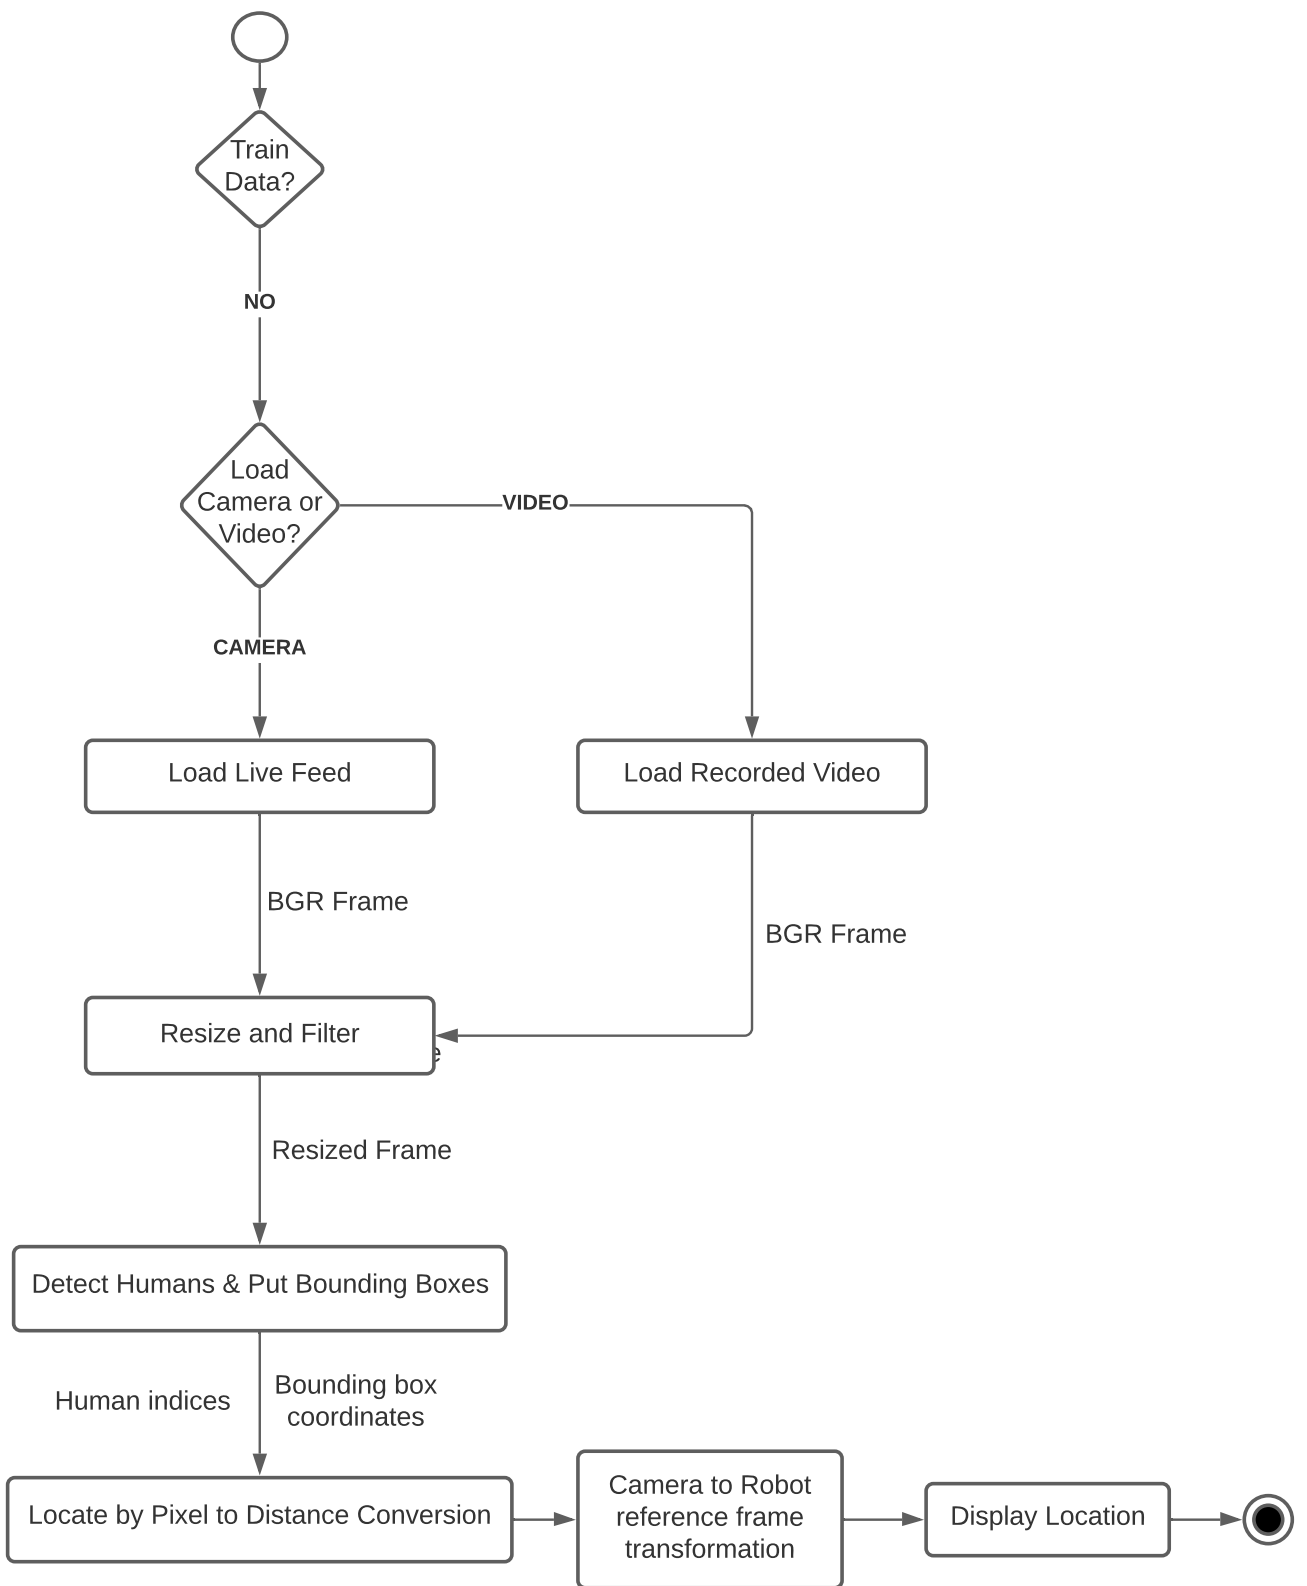 Train
Data?
NO
Load
Camera or
Video?
VIDEO
CAMERA
Load Live Feed
Load Recorded Video
BGR Frame
BGR Frame
Resize and Filter
e
Resized Frame
Detect Humans & Put Bounding Boxes
Human indices
Bounding box
coordinates
Locate by Pixel to Distance Conversion
Camera to Robot
reference frame
transformation
Display Location